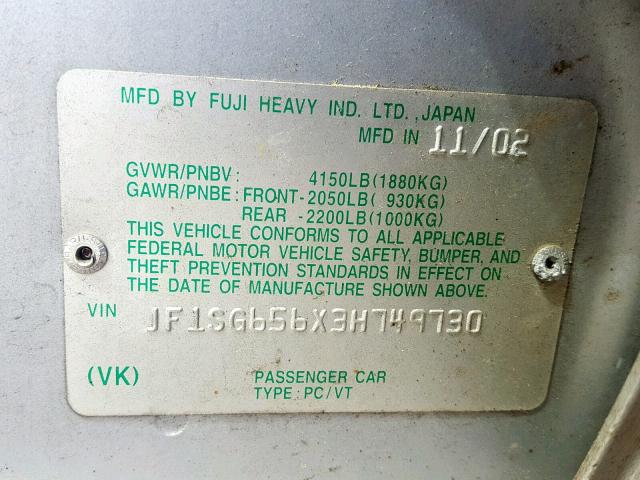 MFD BY FUJI HEAVY IND. LTD., JAPAN
MFD IN 11/02
GVWR/PNBV: 4150LB(1880KG)
GAWR/PNBE: FRONT-2050LB( 930KG)
REAR -2200LB(1000KG)
THIS VEHICLE CONFORMS TO ALL APPLICABLE
FEDERAL MOTOR VEHICLE SAFETY, BUMPER, AND
THEFT PREVENTION STANDARDS IN EFFECT ON
THE DATE OF MANUFACTURE SHOWN ABOVE.
VIN JF1SG656X3H749730
(VK) PASSENGER CAR
TYPE: PC/VT